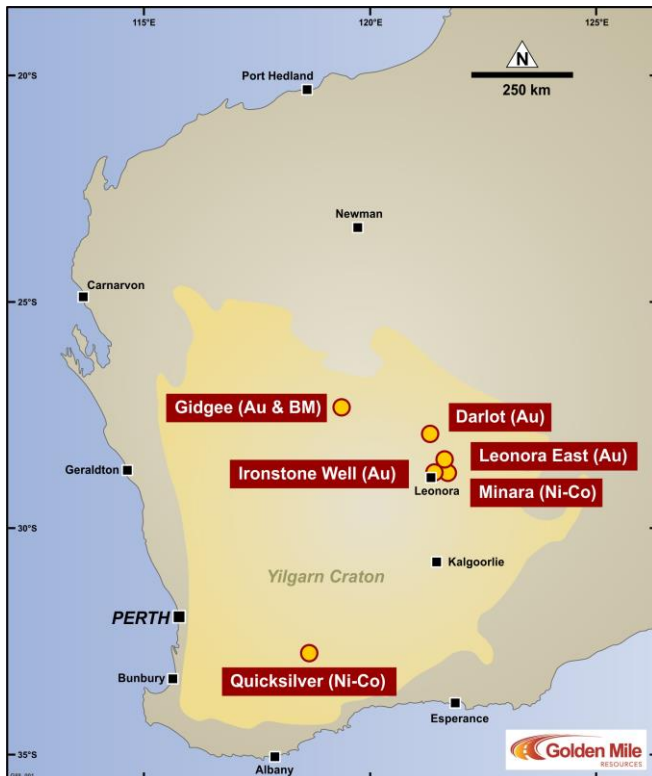 115°E
120°E
125°E
20°S
Port Hedland
N
250 km
Newman
Carnarvon
25°S
Gidgee (Au & BM)
Darlot (Au)
Leonora East (Au)
Geraldton
Ironstone Well (Au)
Leonora
Minara (Ni-Co)
30°S
Kalgoorlie
Yilgarn Craton
PERTH
Bunbury
Quicksilver (Ni-Co)
Esperance
Golden Mile
RESOURCES
35°S
Albany